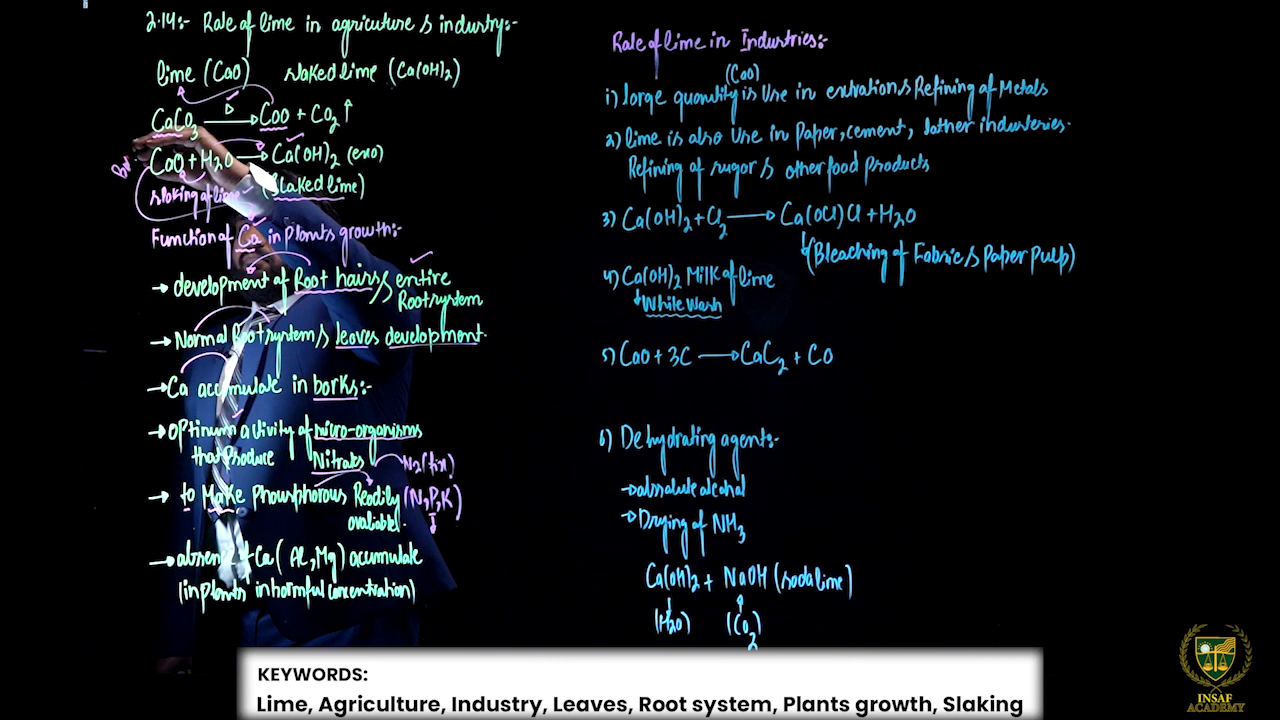 2.14:- Role of lime in agricuture & industry:-
lime (CaO) slaked lime (Ca(OH)2)
CaCO3 → CaO + CO2 ↑
CaO + H2O → Ca(OH)2 (exo)
slaking of lime (Slaked lime)
Function of Ca in plants growth:-
→ development of Root hairs & entire
Root system
→ Normal Root system & leaves development.
→ Ca accumulate in barks:-
→ optimum activity of micro-organisms
that Produce Nitrates N2 (fix)
→ to Make Phousphorous Readily (N,P,K)
avaliable.
→ absence of Ca (Al, Mg) accumulate
(in plants in harmful concentration)
Role of lime in Industries:-
(CaO)
1) large quantity is Use in extration & Refining of Metals
2) lime is also Use in Paper, cement, lather industeries.
Refining of sugar & other food Products
3) Ca(OH)2 + Cl2 → Ca(OCl)Cl + H2O
(Bleaching of Fabric & Paper Pulp)
4) Ca(OH)2 Milk of lime
White wash
5) CaO + 3C → CaC2 + CO
6) Dehydrating agents:-
→ absolute alcohal
→ Drying of NH3
Ca(OH)2 + NaOH (soda lime)
(H2O) (CO2)
KEYWORDS:
Lime, Agriculture, Industry, Leaves, Root system, Plants growth, Slaking
INSAF
ACADEMY